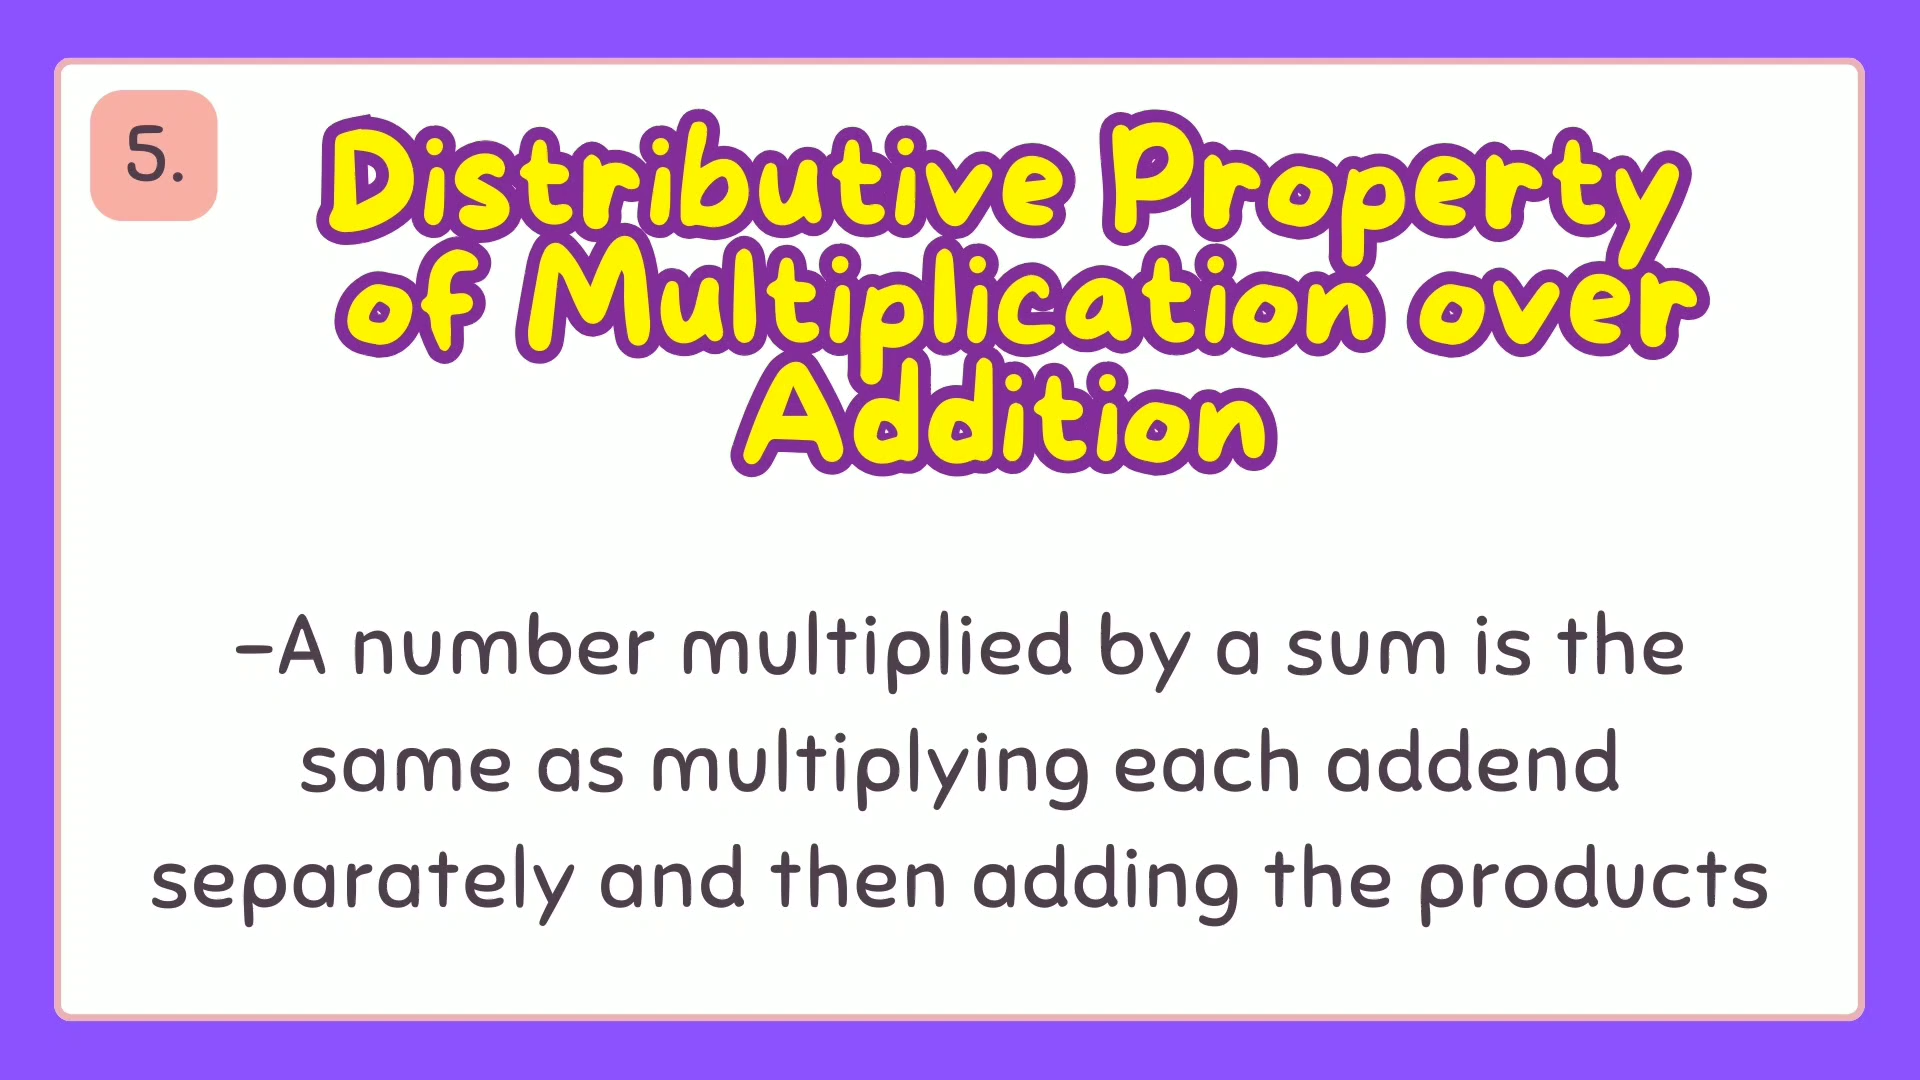 5.
Distributive Property
of Multiplication over
Addition
-A number multiplied by a sum is the
same as multiplying each addend
separately and then adding the products